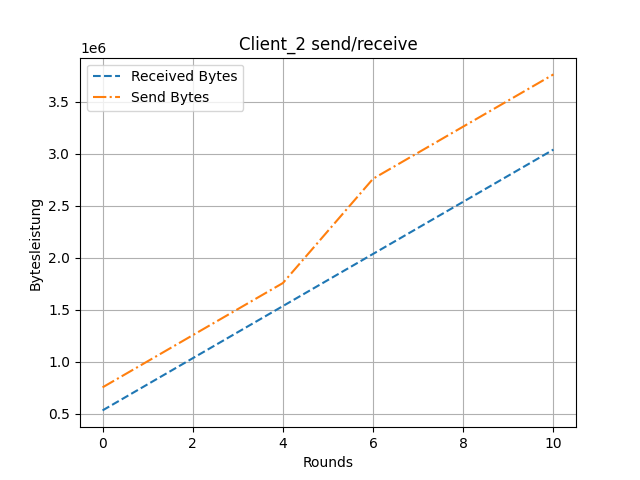 Client_2 send/receive
1e6
Received Bytes
Send Bytes
3.5
3.0
2.5
2.0
1.5
1.0
0.5
Bytesleistung
0 2 4 6 8 10
Rounds